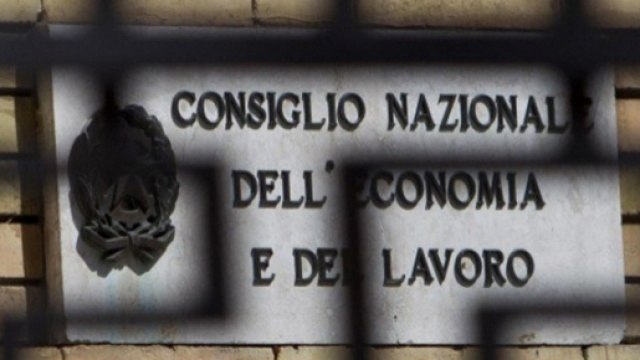 CONSIGLIO NAZIONALE
DELL'ECONOMIA
E DEL LAVORO